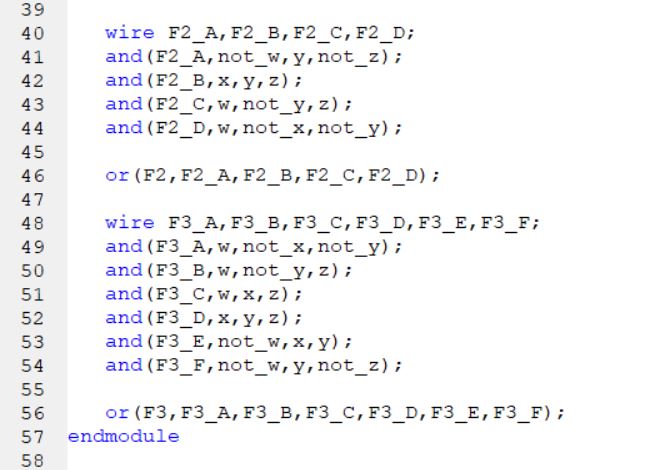 39
40 wire F2_A,F2_B,F2_C,F2_D;
41 and(F2_A,not_w,y,not_z);
42 and(F2_B,x,y,z);
43 and(F2_C,w,not_y,z);
44 and(F2_D,w,not_x,not_y);
45
46 or(F2,F2_A,F2_B,F2_C,F2_D);
47
48 wire F3_A,F3_B,F3_C,F3_D,F3_E,F3_F;
49 and(F3_A,w,not_x,not_y);
50 and(F3_B,w,not_y,z);
51 and(F3_C,w,x,z);
52 and(F3_D,x,y,z);
53 and(F3_E,not_w,x,y);
54 and(F3_F,not_w,y,not_z);
55
56 or(F3,F3_A,F3_B,F3_C,F3_D,F3_E,F3_F);
57 endmodule
58